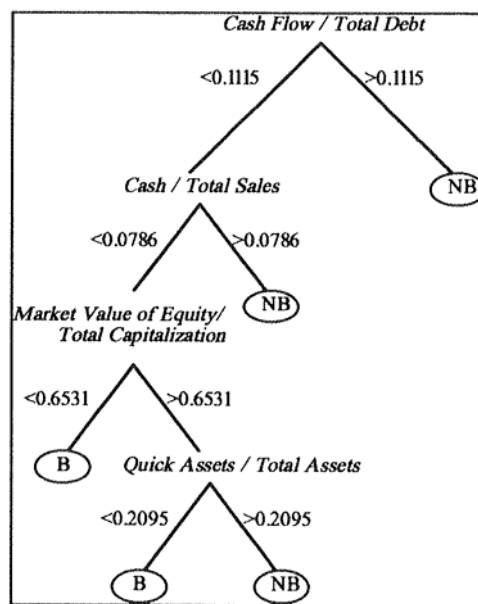 Cash Flow / Total Debt
<0.1115 >0.1115
Cash / Total Sales
NB
<0.0786 >0.0786
Market Value of Equity/
NB
Total Capitalization
<0.6531 >0.6531
B
Quick Assets / Total Assets
<0.2095 >0.2095
B NB